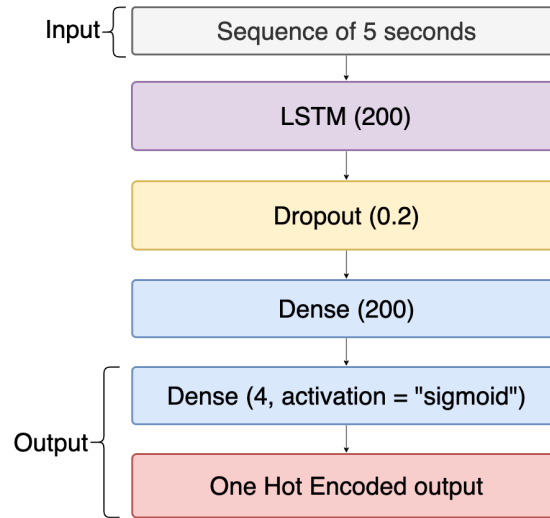 Input
Sequence of 5 seconds
LSTM (200)
Dropout (0.2)
Dense (200)
Output
Dense (4, activation = "sigmoid")
One Hot Encoded output